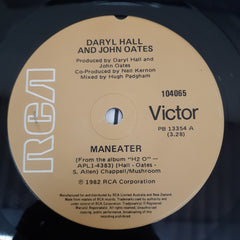 DARYL HALL
AND JOHN OATES
Produced by Daryl Hall and
John Oates
Co-Produced by Neil Kernon
Mixed by Hugh Padgham
RCA
104065
Victor
PB 13354 A
(3.28)
MANEATER
(From the album "H2 O" —
APL1-4383) (Hall - Oates -
S. Allen) Chappell/Mushroom
℗ 1982 RCA Corporation